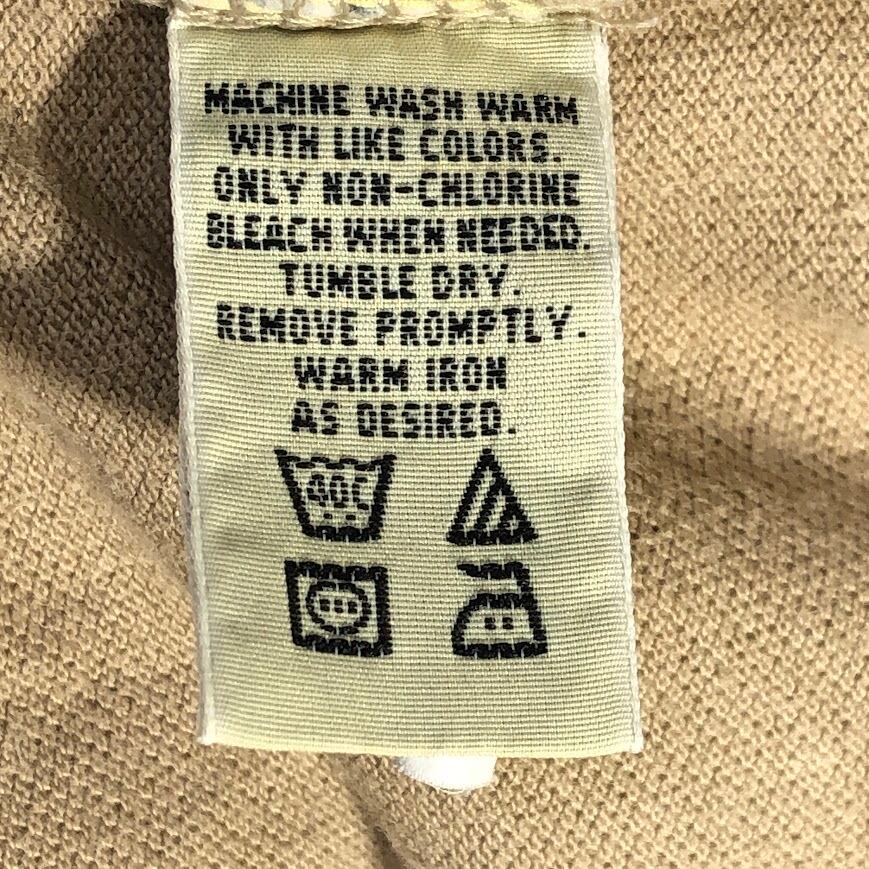 MACHINE WASH WARM
WITH LIKE COLORS.
ONLY NON-CHLORINE
BLEACH WHEN NEEDED.
TUMBLE DRY.
REMOVE PROMPTLY.
WARM IRON
AS DESIRED.
40C